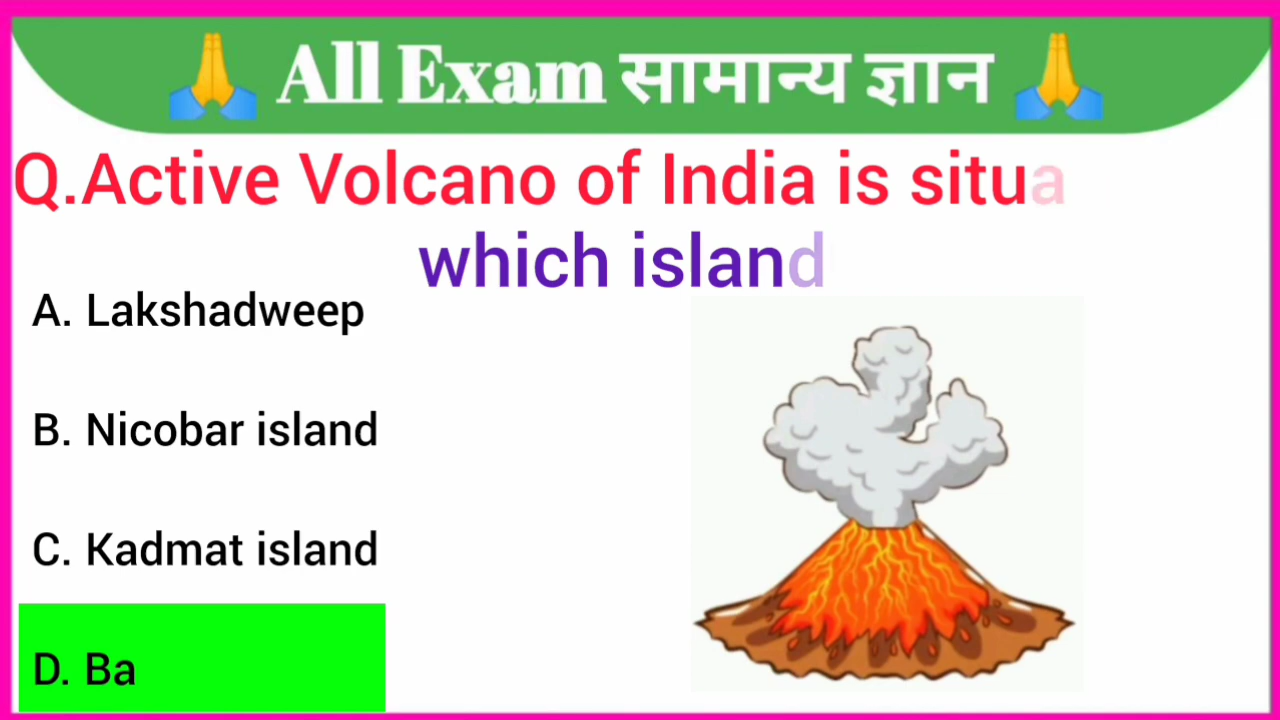 All Exam सामान्य ज्ञान
Q.Active Volcano of India is situa
which island
A. Lakshadweep
B. Nicobar island
C. Kadmat island
D. Ba